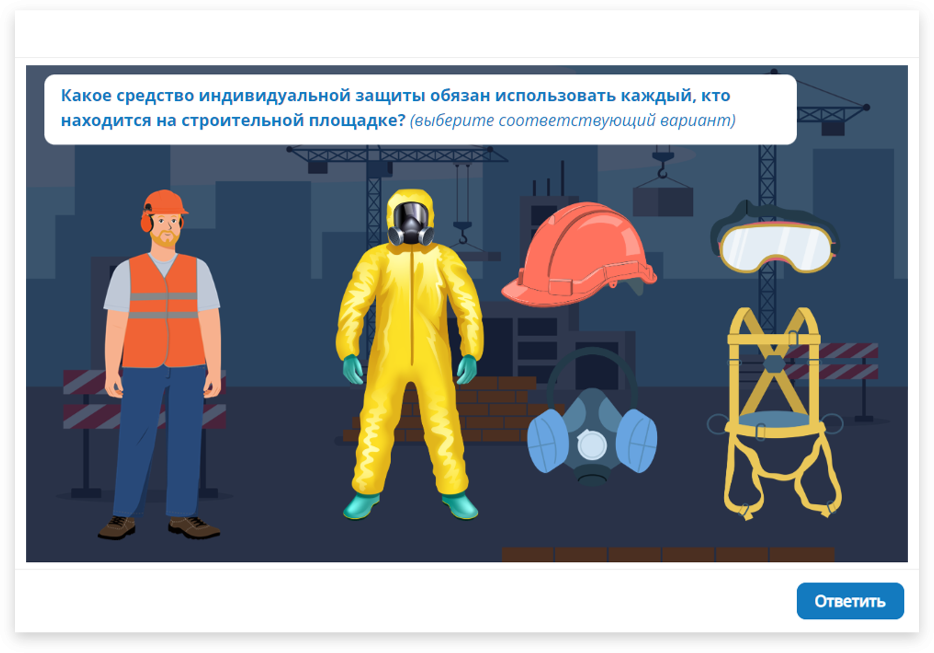 Какое средство индивидуальной защиты обязан использовать каждый, кто
находится на строительной площадке? (выберите соответствующий вариант)
Ответить